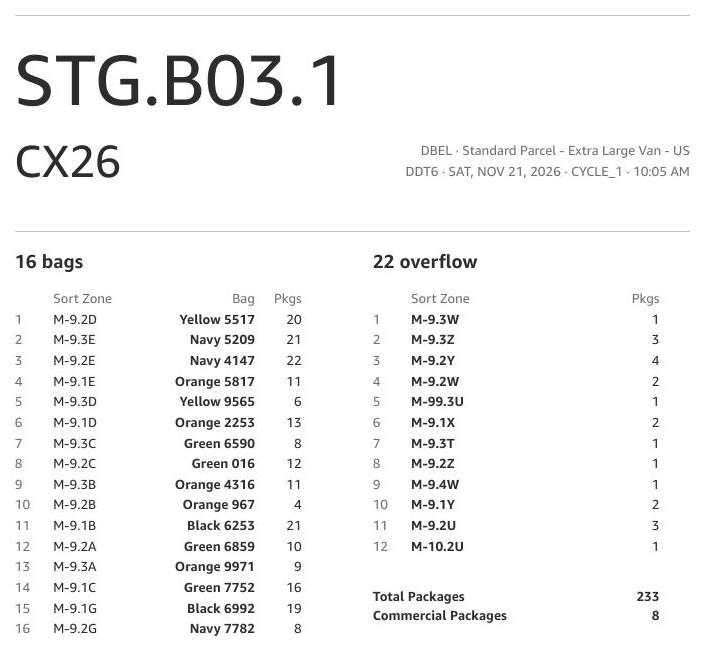 STG.B03.1
CX26
DBEL · Standard Parcel - Extra Large Van - US
DDT6 · SAT, NOV 21, 2026 · CYCLE_1 · 10:05 AM
16 bags
Sort Zone Bag Pkgs
1 M-9.2D Yellow 5517 20
2 M-9.3E Navy 5209 21
3 M-9.2E Navy 4147 22
4 M-9.1E Orange 5817 11
5 M-9.3D Yellow 9565 6
6 M-9.1D Orange 2253 13
7 M-9.3C Green 6590 8
8 M-9.2C Green 016 12
9 M-9.3B Orange 4316 11
10 M-9.2B Orange 967 4
11 M-9.1B Black 6253 21
12 M-9.2A Green 6859 10
13 M-9.3A Orange 9971 9
14 M-9.1C Green 7752 16
15 M-9.1G Black 6992 19
16 M-9.2G Navy 7782 8
22 overflow
Sort Zone Pkgs
1 M-9.3W 1
2 M-9.3Z 3
3 M-9.2Y 4
4 M-9.2W 2
5 M-99.3U 1
6 M-9.1X 2
7 M-9.3T 1
8 M-9.2Z 1
9 M-9.4W 1
10 M-9.1Y 2
11 M-9.2U 3
12 M-10.2U 1
Total Packages 233
Commercial Packages 8